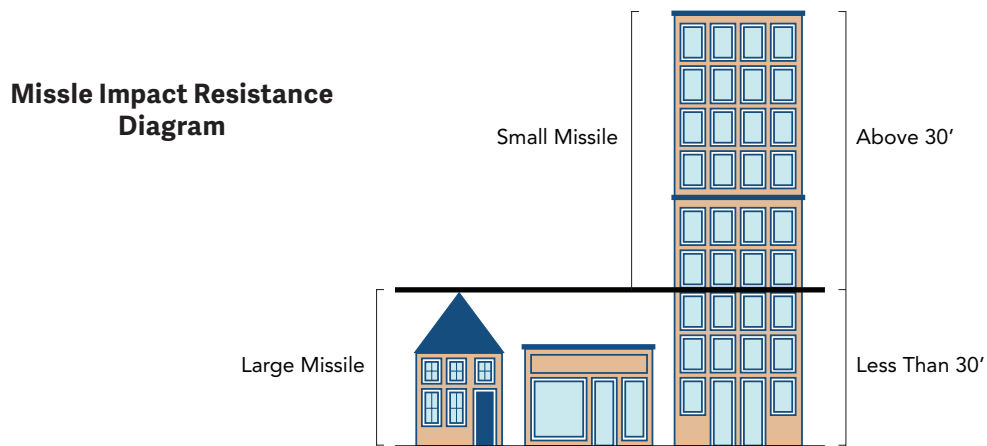 Missle Impact Resistance
Diagram
Small Missile
Above 30′
Large Missile
Less Than 30′